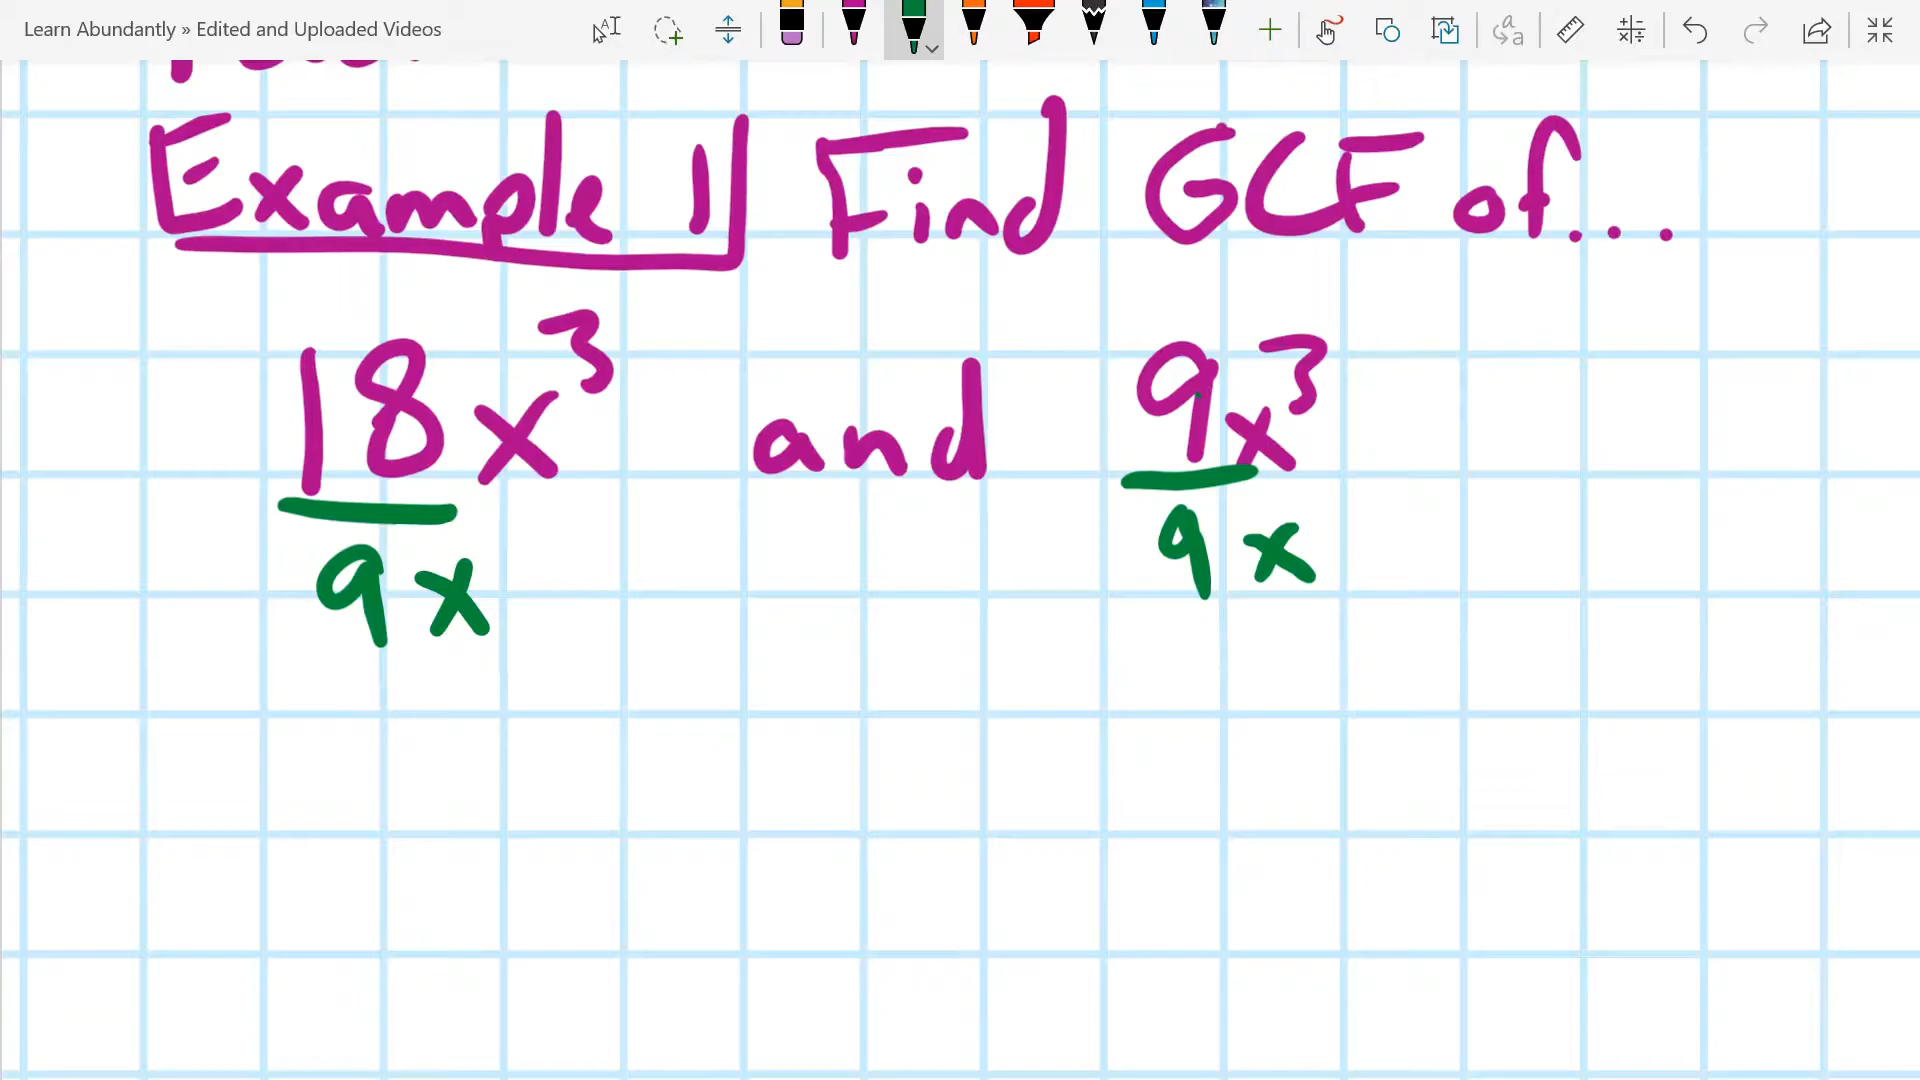 Learn Abundantly » Edited and Uploaded Videos
Example 1 Find GCF of...
18x³ and 9x³
9x 9x